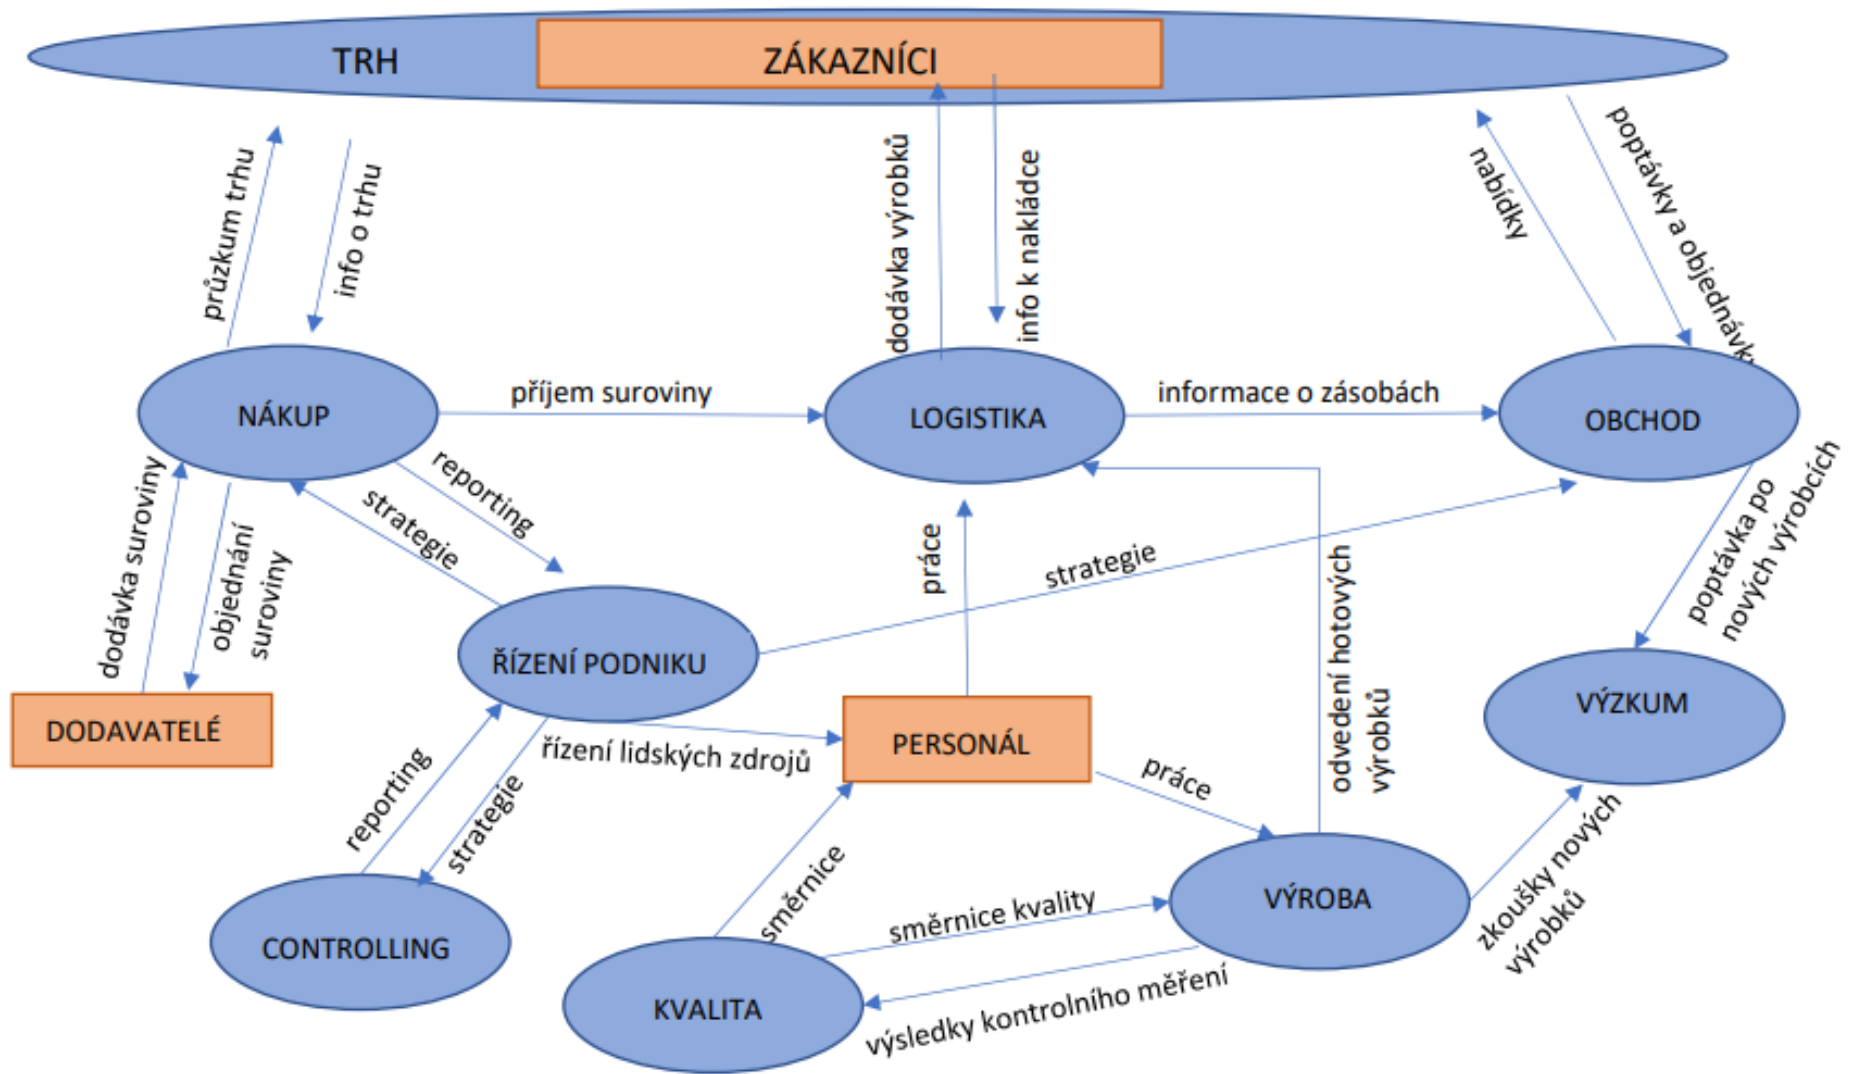 TRH
ZÁKAZNÍCI
průzkum trhu
info o trhu
dodávka výrobků
info k nakládce
nabídky
poptávky a objednávky
NÁKUP
příjem suroviny
LOGISTIKA
informace o zásobách
OBCHOD
dodávka suroviny
objednání
suroviny
strategie
reporting
práce
strategie
odvedení hotových
výrobků
poptávka po
nových výrobcích
ŘÍZENÍ PODNIKU
DODAVATELÉ
řízení lidských zdrojů
PERSONÁL
VÝZKUM
reporting
strategie
práce
zkoušky nových
výrobků
směrnice
směrnice kvality
VÝROBA
CONTROLLING
KVALITA
výsledky kontrolního měření